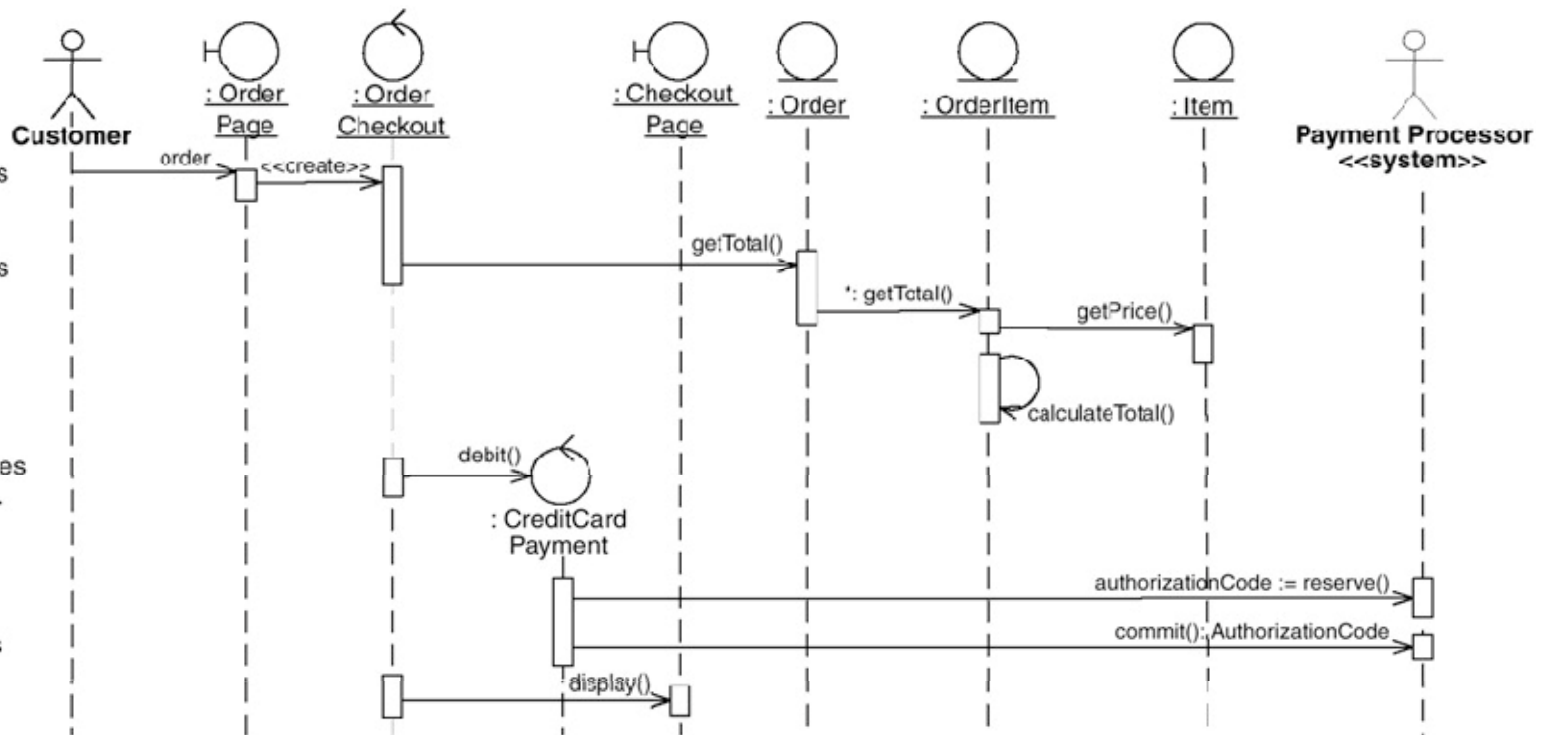 : Order
Page
: Order
Checkout
: Checkout
Page
: Order
: OrderItem
: Item
Customer
Payment Processor
<<system>>
order
<<create>>
s
getTotal()
s
*: getTotal()
getPrice()
calculateTotal()
debit()
es
: CreditCard
Payment
authorizationCode := reserve()
commit(): AuthorizationCode
s
display()